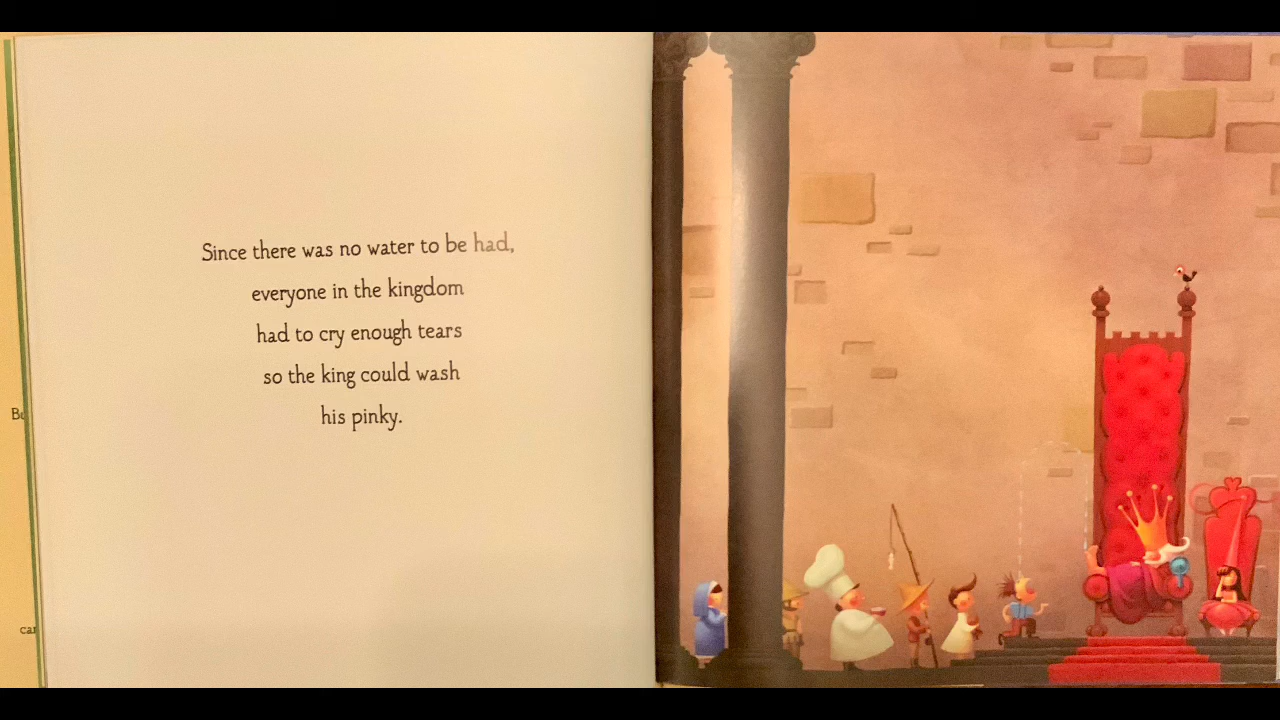 Since there was no water to be had,
everyone in the kingdom
had to cry enough tears
so the king could wash
his pinky.